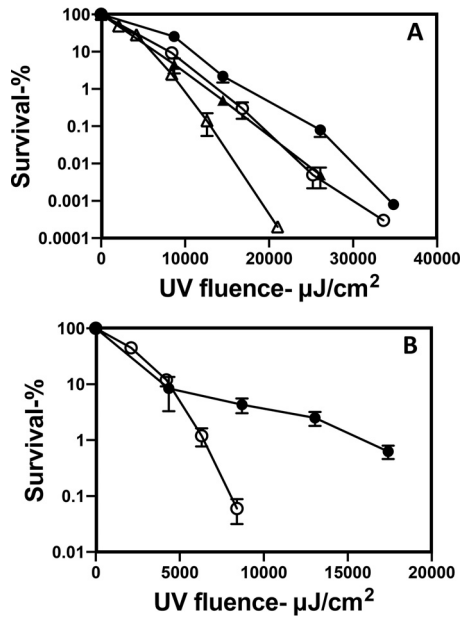 A
100
10
1
0.1
0.01
0.001
0.0001
Survival-%
0 10000 20000 30000 40000
UV fluence- µJ/cm²
B
100
10
1
0.1
0.01
Survival-%
0 5000 10000 15000 20000
UV fluence- µJ/cm²